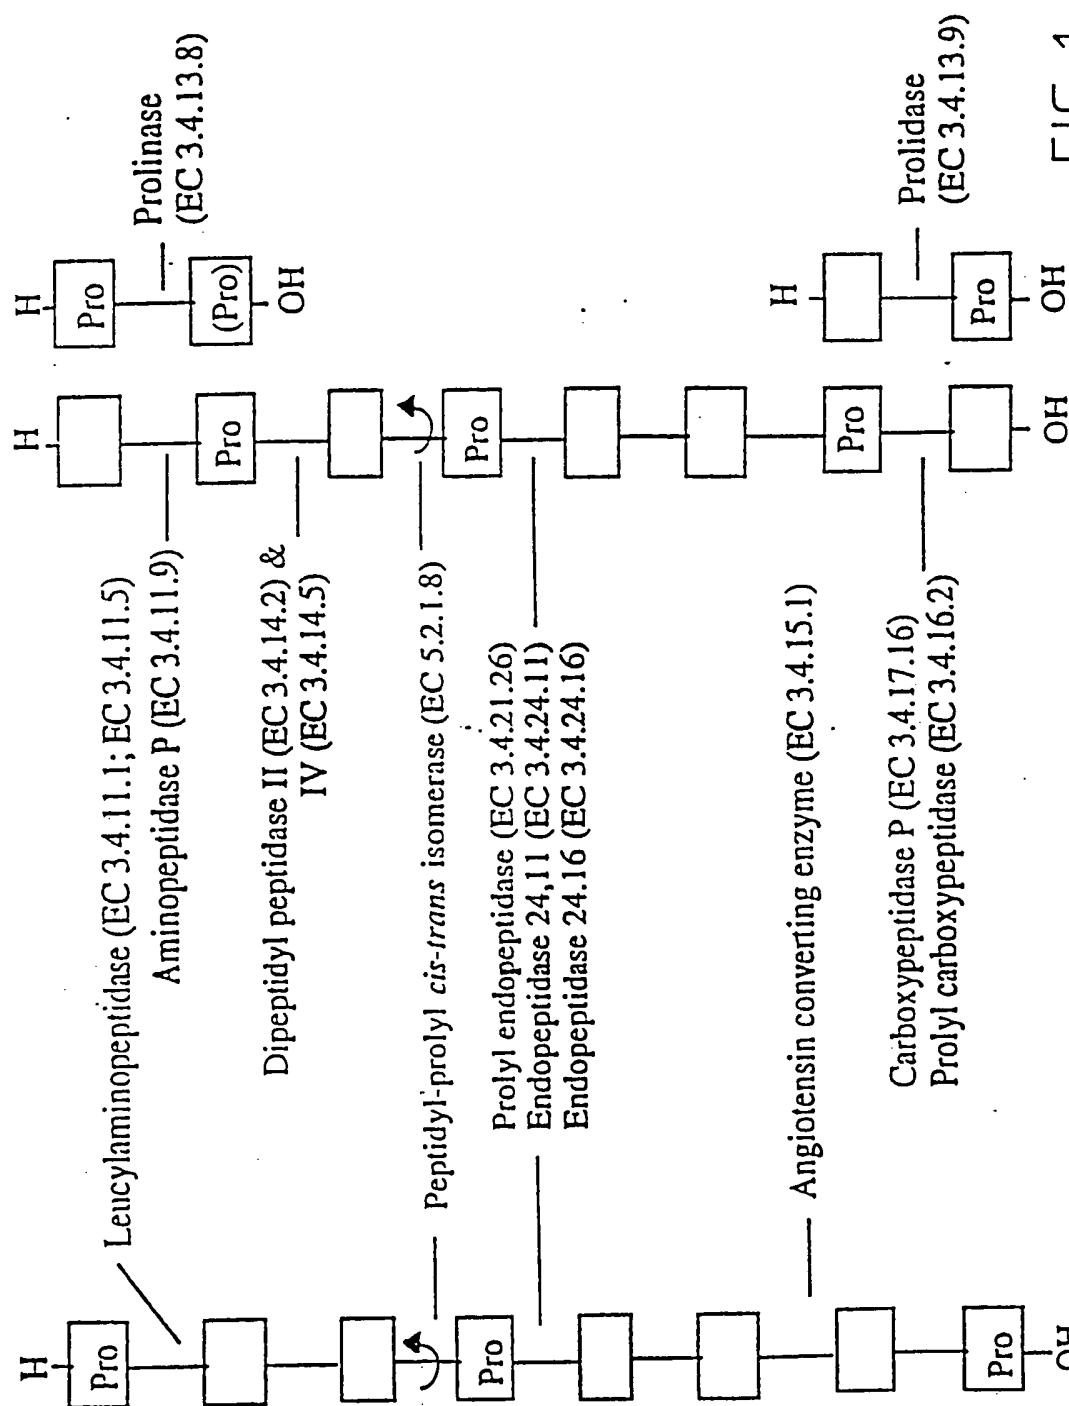 H
Pro
OH
Leucylaminopeptidase (EC 3.4.11.1; EC 3.4.11.5)
Aminopeptidase P (EC 3.4.11.9)
Dipeptidyl peptidase II (EC 3.4.14.2) &
IV (EC 3.4.14.5)
Peptidyl-prolyl cis-trans isomerase (EC 5.2.1.8)
Pro
Prolyl endopeptidase (EC 3.4.21.26)
Endopeptidase 24,11 (EC 3.4.24.11)
Endopeptidase 24.16 (EC 3.4.24.16)
Angiotensin converting enzyme (EC 3.4.15.1)
Carboxypeptidase P (EC 3.4.17.16)
Prolyl carboxypeptidase (EC 3.4.16.2)
Pro
H
Pro
Pro
Pro
OH
H
Pro
(Pro)
OH
Prolinase
(EC 3.4.13.8)
H
Pro
OH
Prolidase
(EC 3.4.13.9)
FIG. 1